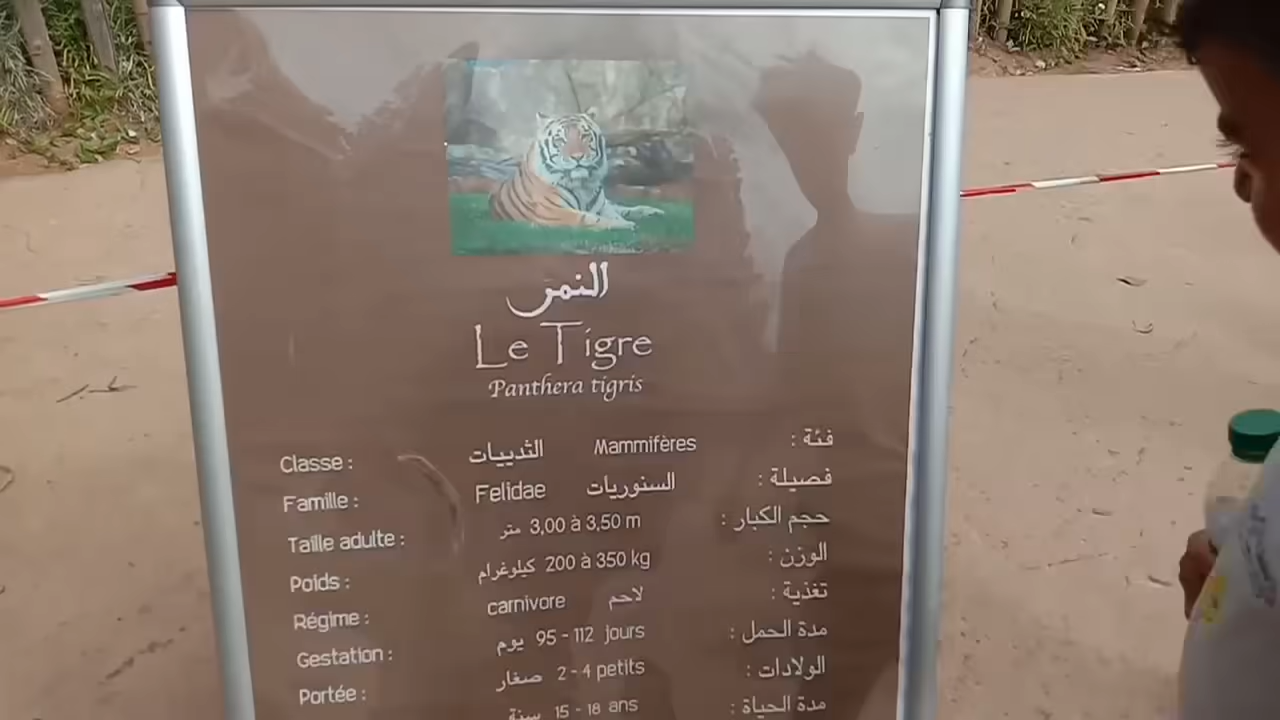 النمر
Le Tigre
Panthera tigris
Classe : الثدييات Mammifères فئة :
Famille : Felidae السنوريات فصيلة :
Taille adulte : متر 3,00 à 3,50 m حجم الكبار :
Poids : كيلوغرام 200 à 350 kg الوزن :
Régime : carnivore لاحم تغذية :
Gestation : يوم 95 - 112 jours مدة الحمل :
Portée : صغار 2 - 4 petits الولادات :
سنة 15 - 18 ans مدة الحياة :